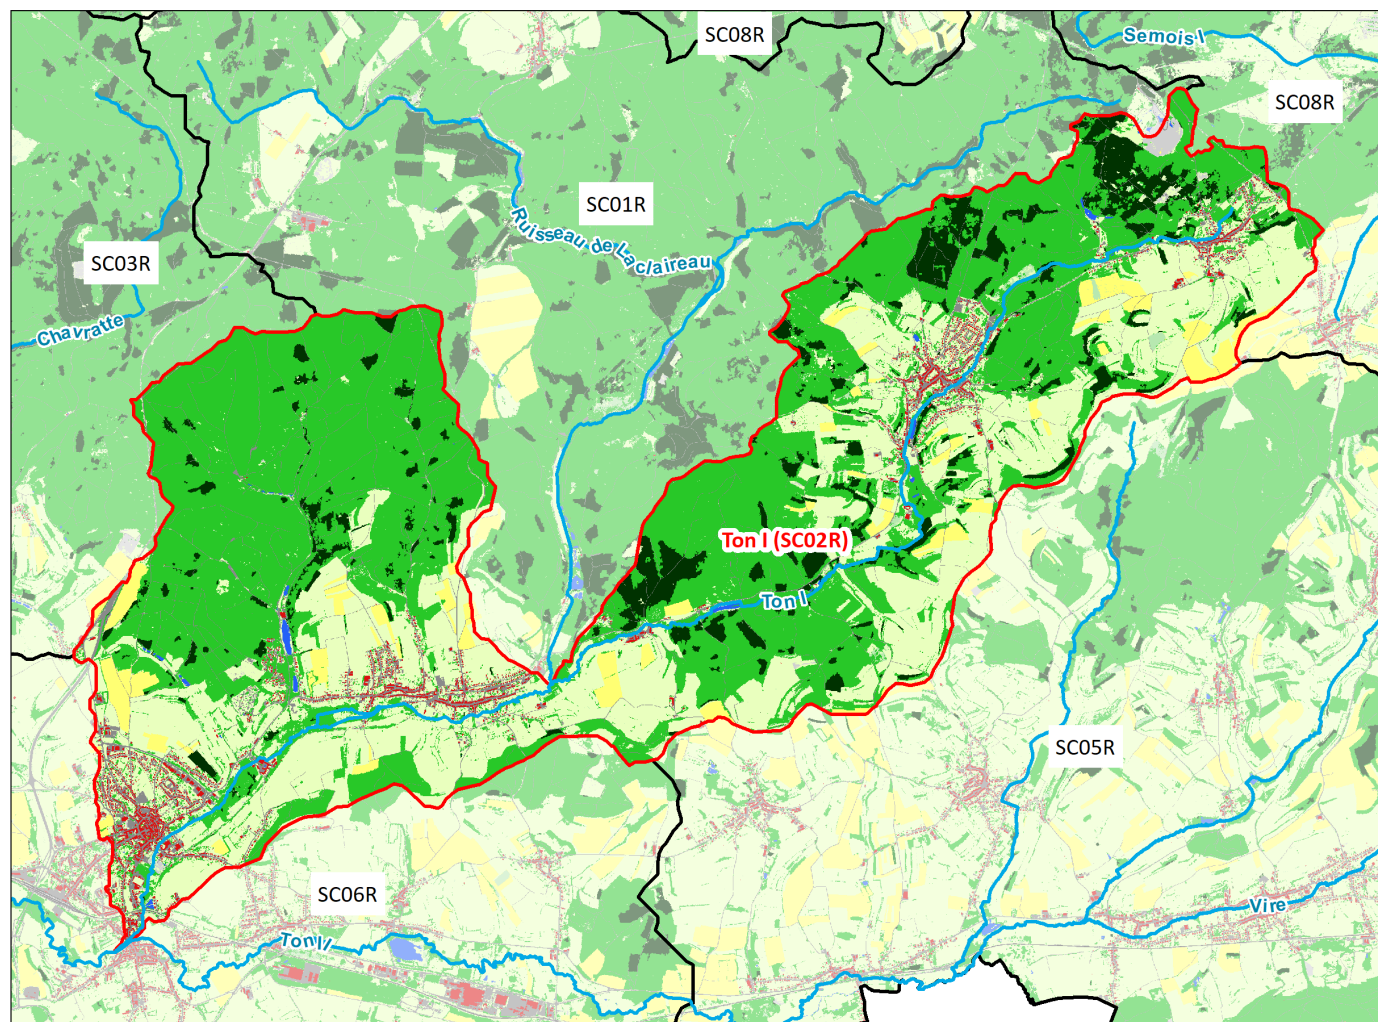 SC08R
Semois I
SC08R
SC01R
Ruisseau de Laclaireau
SC03R
Chavratte
Ton I (SC02R)
Ton I
SC05R
SC06R
Vire
Ton II